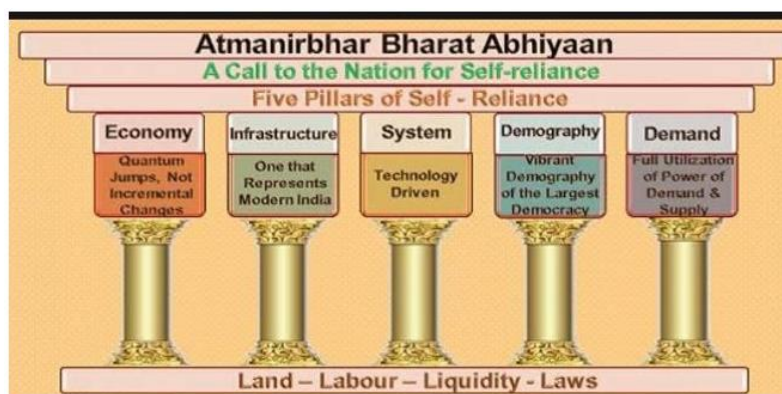 Atmanirbhar Bharat Abhiyaan
A Call to the Nation for Self-reliance
Five Pillars of Self - Reliance
Economy
Quantum
Jumps, Not
Incremental
Changes
Infrastructure
One that
Represents
Modern India
System
Technology
Driven
Demography
Vibrant
Demography
of the Largest
Democracy
Demand
Full Utilization
of Power of
Demand &
Supply
Land – Labour – Liquidity - Laws